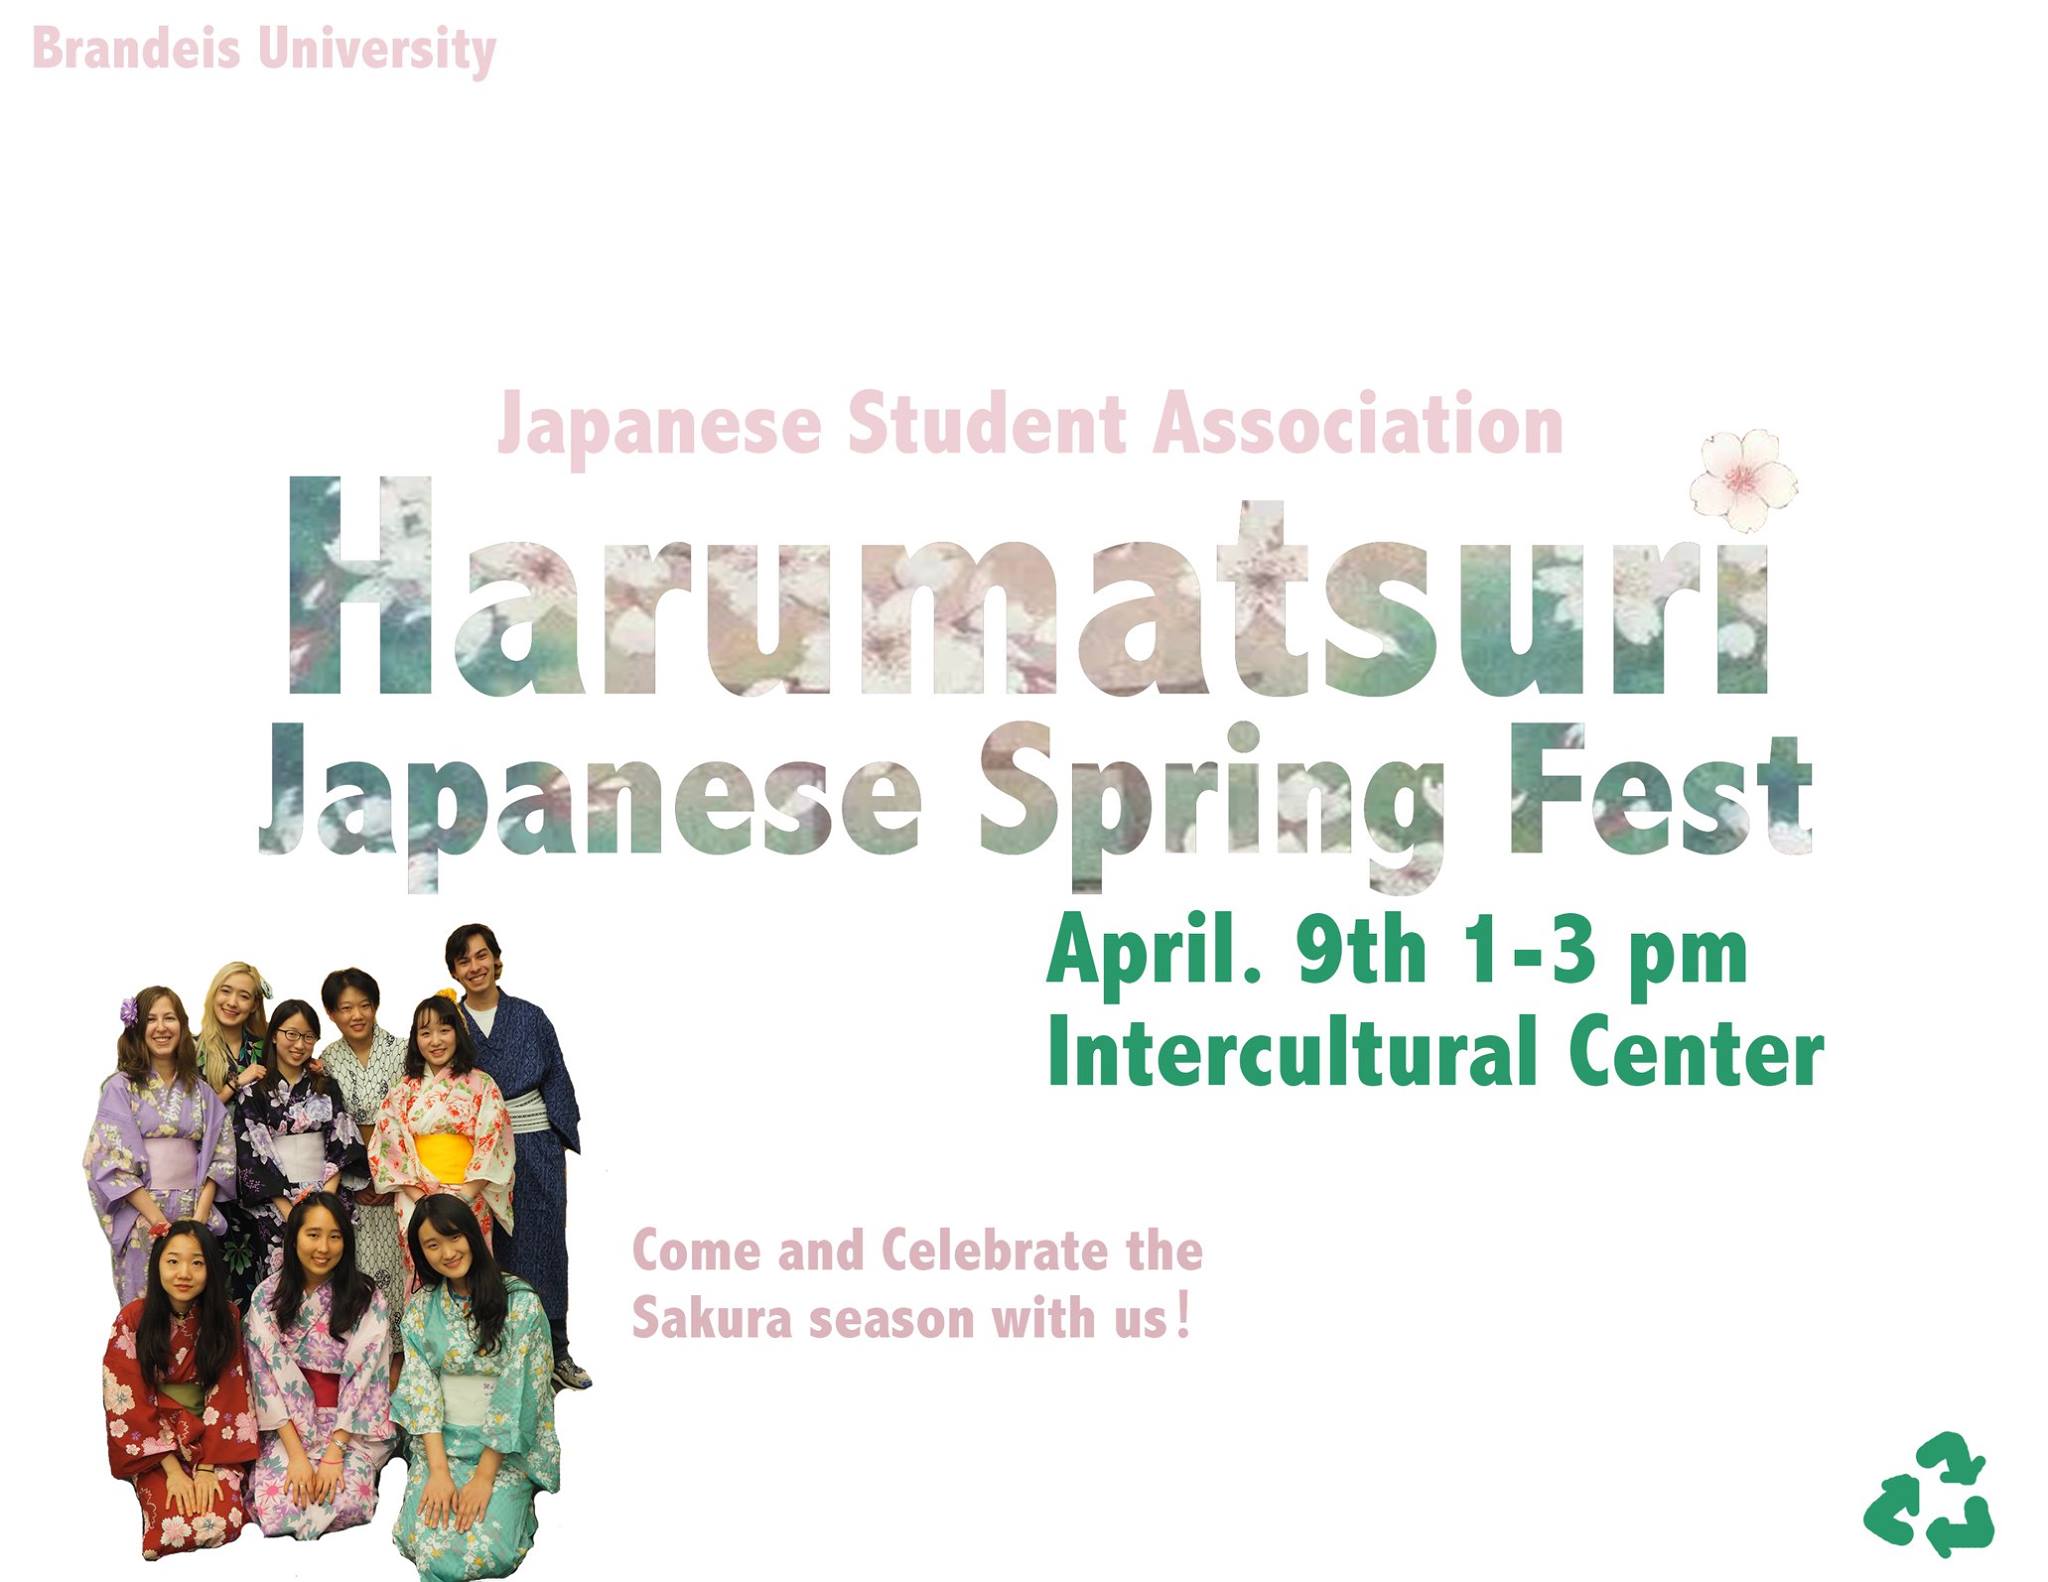 Brandeis University
Japanese Student Association
Harumatsuri
Japanese Spring Fest
April. 9th 1-3 pm
Intercultural Center
Come and Celebrate the
Sakura season with us!